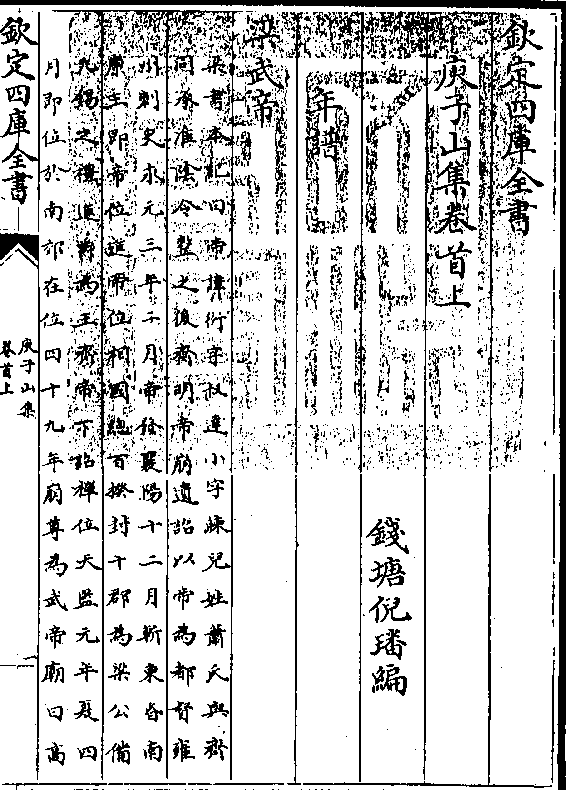 欽定四庫全書
庾子山集卷首上
錢塘倪璠編
年譜
梁武帝
梁書本紀曰帝諱衍字叔達小字練兒姓蕭氏與齊
同承淮陰令整之後齊明帝崩遺詔以帝為都督雍
州刺史永元三年二月帝發襄陽十二月斬東昏南
康王即帝位進帝位相國總百揆封十郡為梁公備
九錫之禮進爵為王齊帝下詔禪位天監元年夏四
月即位於南郊在位四十九年崩尊為武帝廟曰高
欽定四庫全書
庾子山集
卷首上
一